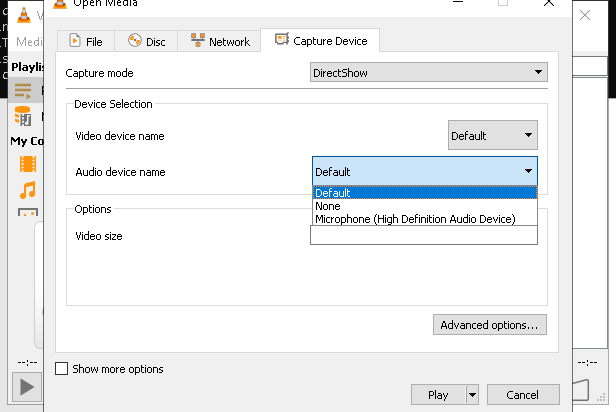 Open Media
File Disc Network Capture Device
Capture mode DirectShow
Device Selection
Video device name Default
Audio device name Default
Default
None
Microphone (High Definition Audio Device)
Options
Video size
Advanced options...
Show more options
Play Cancel
Medi
Playlis
My Co
--:--
--:--